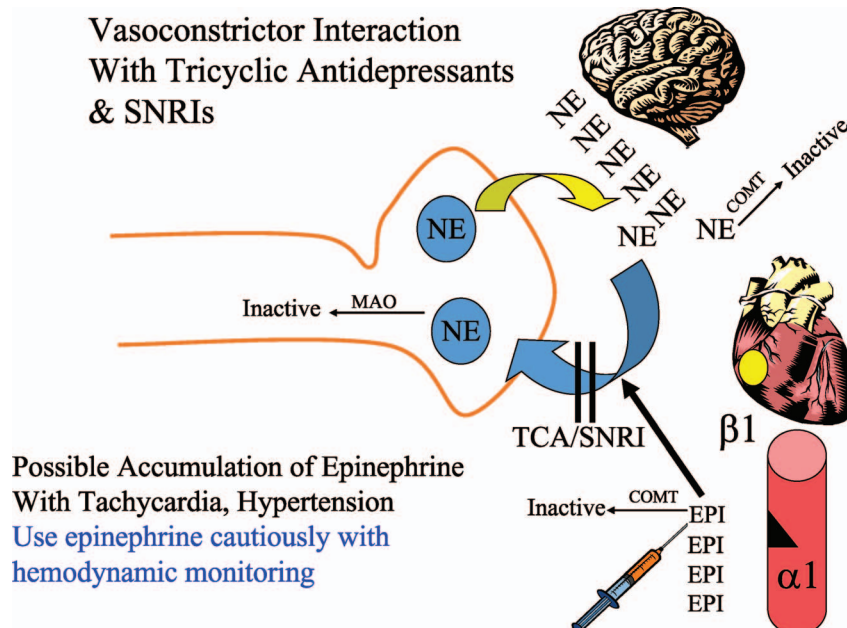 Vasoconstrictor Interaction
With Tricyclic Antidepressants
& SNRIs
NE
NE
NE
NE
NE
NE
NE
COMT
Inactive
NE
Inactive
MAO
NE
TCA/SNRI
β1
Possible Accumulation of Epinephrine
With Tachycardia, Hypertension
Use epinephrine cautiously with
hemodynamic monitoring
Inactive
COMT
EPI
EPI
EPI
EPI
α1